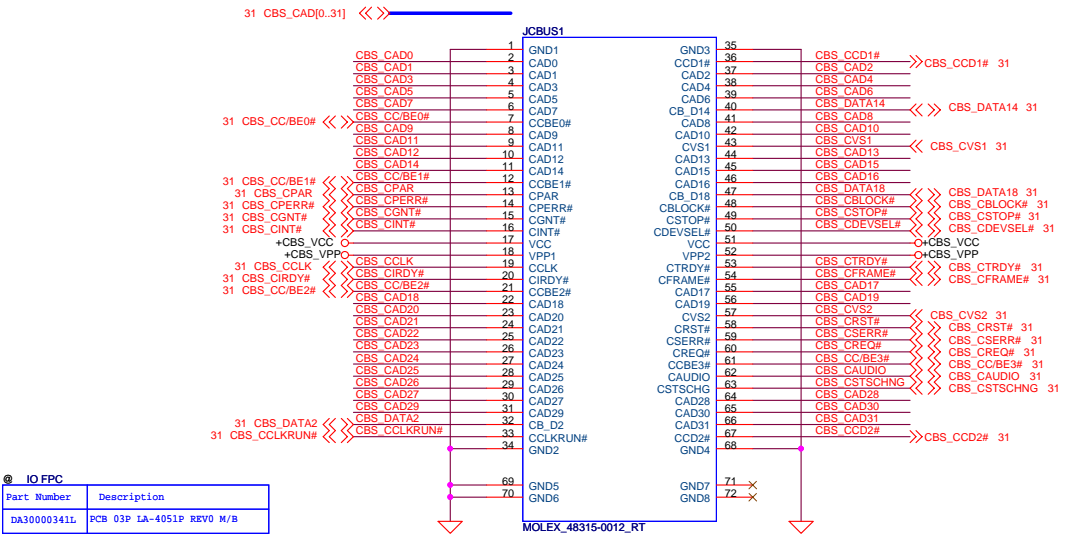 31 CBS_CAD[0..31]
JCBUS1
1 GND1 GND3 35
CBS_CAD0 2 CAD0 CCD1# 36 CBS_CCD1# CBS_CCD1# 31
CBS_CAD1 3 CAD1 CAD2 37 CBS_CAD2
CBS_CAD3 4 CAD3 CAD4 38 CBS_CAD4
CBS_CAD5 5 CAD5 CAD6 39 CBS_CAD6
CBS_CAD7 6 CAD7 CB_D14 40 CBS_DATA14 CBS_DATA14 31
31 CBS_CC/BE0# CBS_CC/BE0# 7 CCBE0# CAD8 41 CBS_CAD8
CBS_CAD9 8 CAD9 CAD10 42 CBS_CAD10
CBS_CAD11 9 CAD11 CVS1 43 CBS_CVS1 CBS_CVS1 31
CBS_CAD12 10 CAD12 CAD13 44 CBS_CAD13
CBS_CAD14 11 CAD14 CAD15 45 CBS_CAD15
31 CBS_CC/BE1# CBS_CC/BE1# 12 CCBE1# CAD16 46 CBS_CAD16
31 CBS_CPAR CBS_CPAR 13 CPAR CB_D18 47 CBS_DATA18 CBS_DATA18 31
31 CBS_CPERR# CBS_CPERR# 14 CPERR# CBLOCK# 48 CBS_CBLOCK# CBS_CBLOCK# 31
31 CBS_CGNT# CBS_CGNT# 15 CGNT# CSTOP# 49 CBS_CSTOP# CBS_CSTOP# 31
31 CBS_CINT# CBS_CINT# 16 CINT# CDEVSEL# 50 CBS_CDEVSEL# CBS_CDEVSEL# 31
+CBS_VCC 17 VCC VCC 51 +CBS_VCC
+CBS_VPP 18 VPP1 VPP2 52 +CBS_VPP
31 CBS_CCLK CBS_CCLK 19 CCLK CTRDY# 53 CBS_CTRDY# CBS_CTRDY# 31
31 CBS_CIRDY# CBS_CIRDY# 20 CIRDY# CFRAME# 54 CBS_CFRAME# CBS_CFRAME# 31
31 CBS_CC/BE2# CBS_CC/BE2# 21 CCBE2# CAD17 55 CBS_CAD17
CBS_CAD18 22 CAD18 CAD19 56 CBS_CAD19
CBS_CAD20 23 CAD20 CVS2 57 CBS_CVS2 CBS_CVS2 31
CBS_CAD21 24 CAD21 CRST# 58 CBS_CRST# CBS_CRST# 31
CBS_CAD22 25 CAD22 CSERR# 59 CBS_CSERR# CBS_CSERR# 31
CBS_CAD23 26 CAD23 CREQ# 60 CBS_CREQ# CBS_CREQ# 31
CBS_CAD24 27 CAD24 CCBE3# 61 CBS_CC/BE3# CBS_CC/BE3# 31
CBS_CAD25 28 CAD25 CAUDIO 62 CBS_CAUDIO CBS_CAUDIO 31
CBS_CAD26 29 CAD26 CSTSCHG 63 CBS_CSTSCHNG CBS_CSTSCHNG 31
CBS_CAD27 30 CAD27 CAD28 64 CBS_CAD28
CBS_CAD29 31 CAD29 CAD30 65 CBS_CAD30
31 CBS_DATA2 CBS_DATA2 32 CB_D2 CAD31 66 CBS_CAD31
31 CBS_CCLKRUN# CBS_CCLKRUN# 33 CCLKRUN# CCD2# 67 CBS_CCD2# CBS_CCD2# 31
34 GND2 GND4 68
69 GND5 GND7 71
70 GND6 GND8 72
MOLEX_48315-0012_RT
@ IO FPC
Part Number Description
DA30000341L PCB 03P LA-4051P REV0 M/B